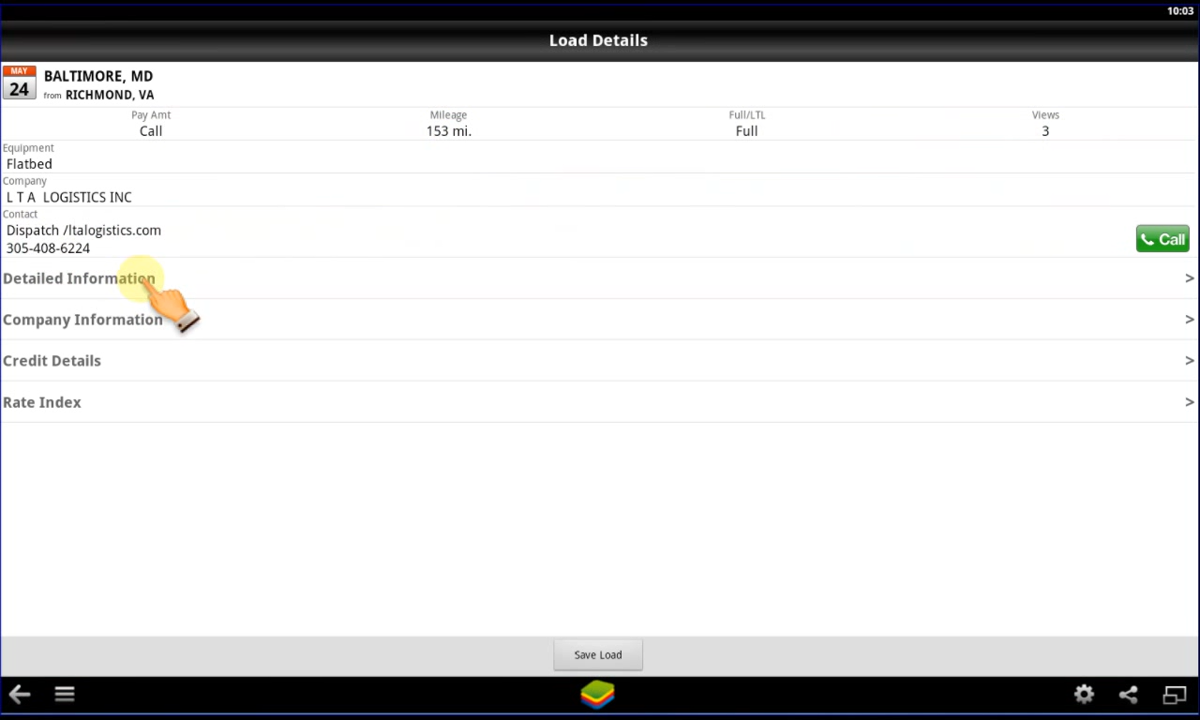 10:03
Load Details
MAY
24
BALTIMORE, MD
from RICHMOND, VA
Pay Amt Mileage Full/LTL Views
Call 153 mi. Full 3
Equipment
Flatbed
Company
L T A  LOGISTICS INC
Contact
Dispatch /ltalogistics.com
305-408-6224
Call
Detailed Information >
Company Information >
Credit Details >
Rate Index >
Save Load